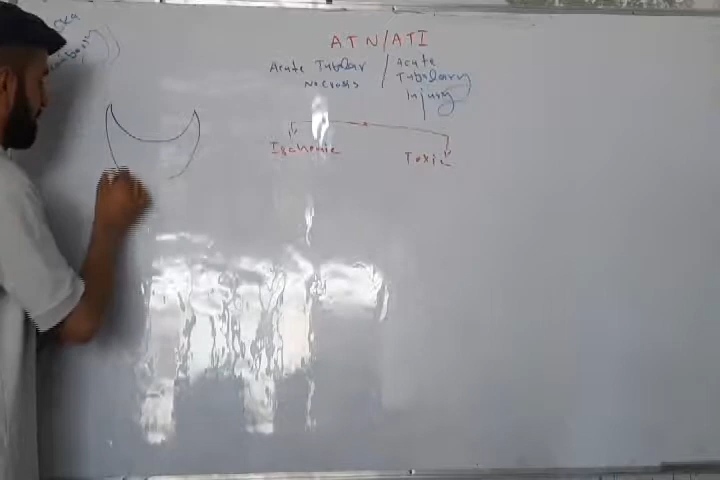 ATN/ATI
Acute Tubular / Acute
Necrosis Tubulary
Injury
Ischemic
Toxic